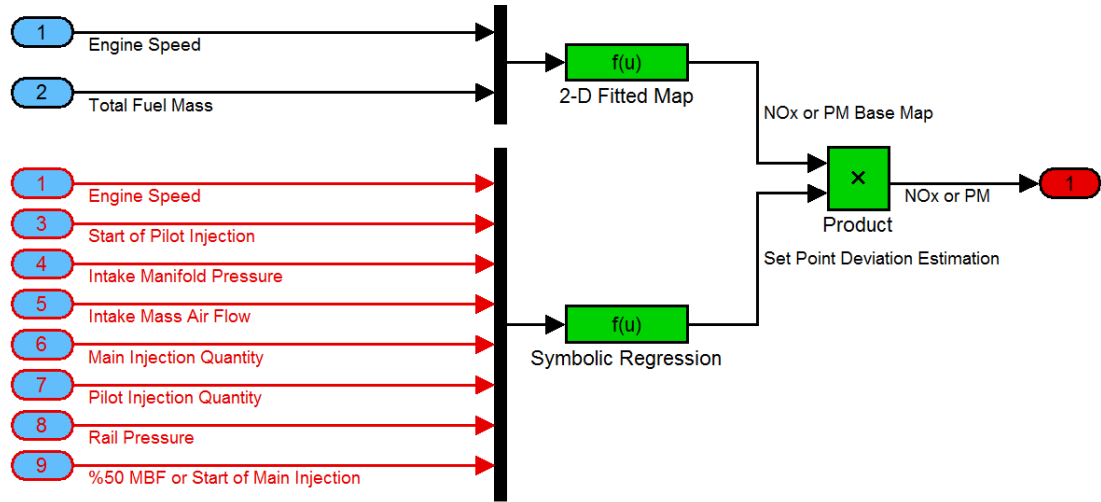 1
Engine Speed
2
Total Fuel Mass
f(u)
2-D Fitted Map
NOx or PM Base Map
1
Engine Speed
3
Start of Pilot Injection
4
Intake Manifold Pressure
5
Intake Mass Air Flow
6
Main Injection Quantity
7
Pilot Injection Quantity
8
Rail Pressure
9
%50 MBF or Start of Main Injection
f(u)
Symbolic Regression
Set Point Deviation Estimation
×
Product
NOx or PM
1